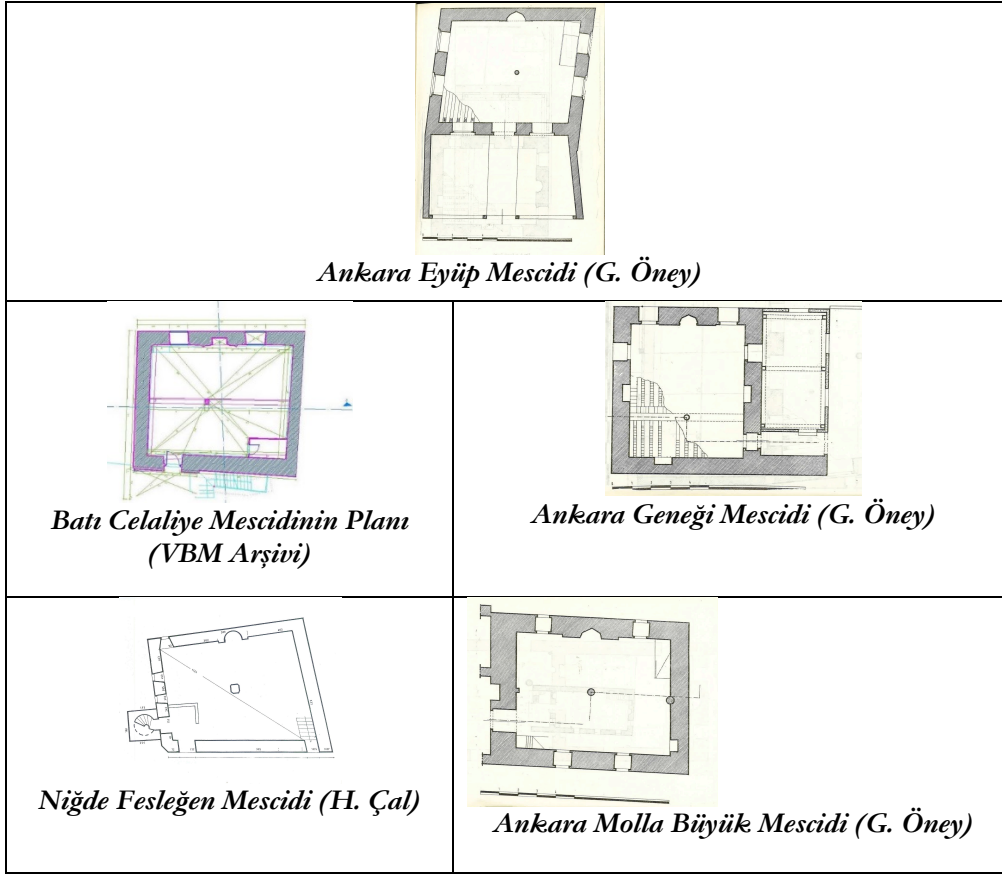 Ankara Eyüp Mescidi (G. Öney)
Batı Celaliye Mescidinin Planı
(VBM Arşivi)
Ankara Geneği Mescidi (G. Öney)
Niğde Fesleğen Mescidi (H. Çal)
Ankara Molla Büyük Mescidi (G. Öney)